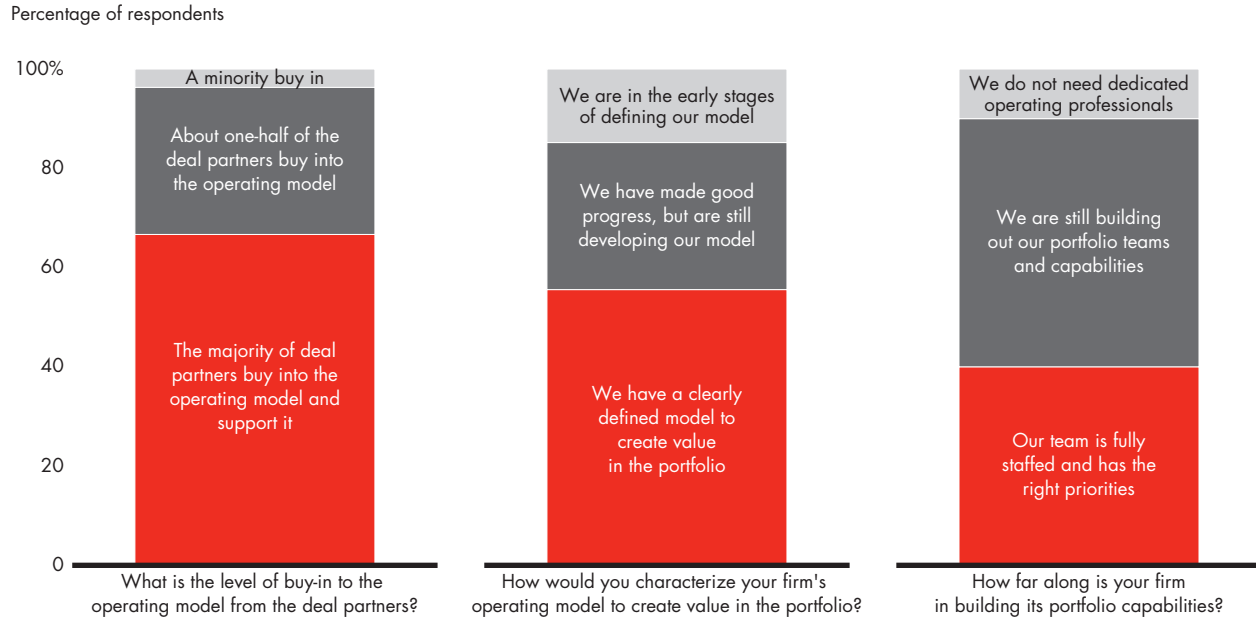 Percentage of respondents
100%
80
60
40
20
0
A minority buy in
About one-half of the
deal partners buy into
the operating model
The majority of deal
partners buy into the
operating model and
support it
What is the level of buy-in to the
operating model from the deal partners?
We are in the early stages
of defining our model
We have made good
progress, but are still
developing our model
We have a clearly
defined model to
create value
in the portfolio
How would you characterize your firm's
operating model to create value in the portfolio?
We do not need dedicated
operating professionals
We are still building
out our portfolio teams
and capabilities
Our team is fully
staffed and has the
right priorities
How far along is your firm
in building its portfolio capabilities?